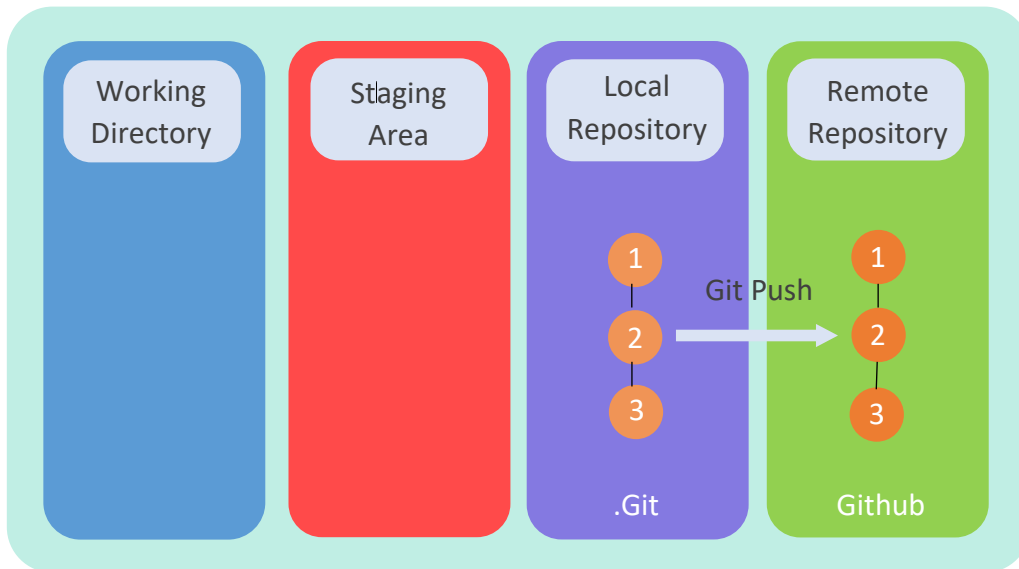 Working
Directory
Staging
Area
Local
Repository
Remote
Repository
1
2
3
Git Push
1
2
3
.Git
Github